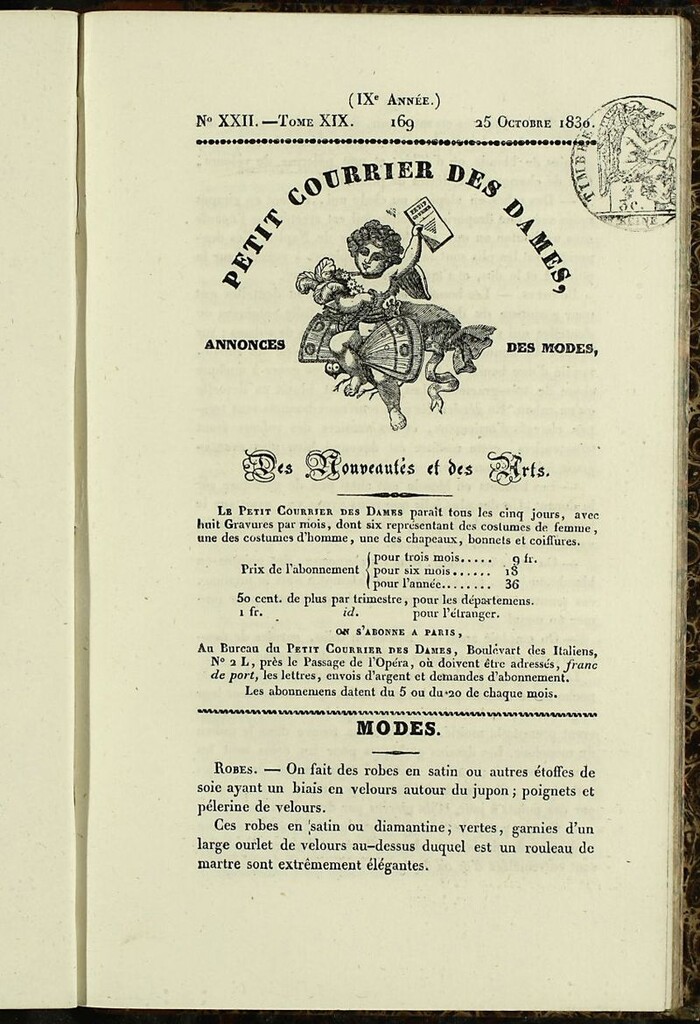 (IXe Année.)
No XXII. —Tome XIX. 169 25 Octobre 1830.
TIMBRE
5c.
SEINE
PETIT COURRIER DES DAMES,
PETIT
ANNONCES DES MODES,
Des Nouveautés et des Arts.
Le Petit Courrier des Dames paraît tous les cinq jours, avec
huit Gravures par mois, dont six représentant des costumes de femme,
une des costumes d'homme, une des chapeaux, bonnets et coiffures.
Prix de l'abonnement { pour trois mois..... 9 fr.
pour six mois...... 18
pour l'année........ 36
50 cent. de plus par trimestre, pour les départemens.
1 fr. id. pour l'étranger.
ON S'ABONNE A PARIS,
Au Bureau du Petit Courrier des Dames, Boulevart des Italiens,
No 2 L, près le Passage de l'Opéra, où doivent être adressés, franc
de port, les lettres, envois d'argent et demandes d'abonnement.
Les abonnemens datent du 5 ou du 20 de chaque mois.
MODES.
Robes. — On fait des robes en satin ou autres étoffes de
soie ayant un biais en velours autour du jupon; poignets et
pélerine de velours.
Ces robes en satin ou diamantine, vertes, garnies d'un
large ourlet de velours au-dessus duquel est un rouleau de
martre sont extrêmement élégantes.